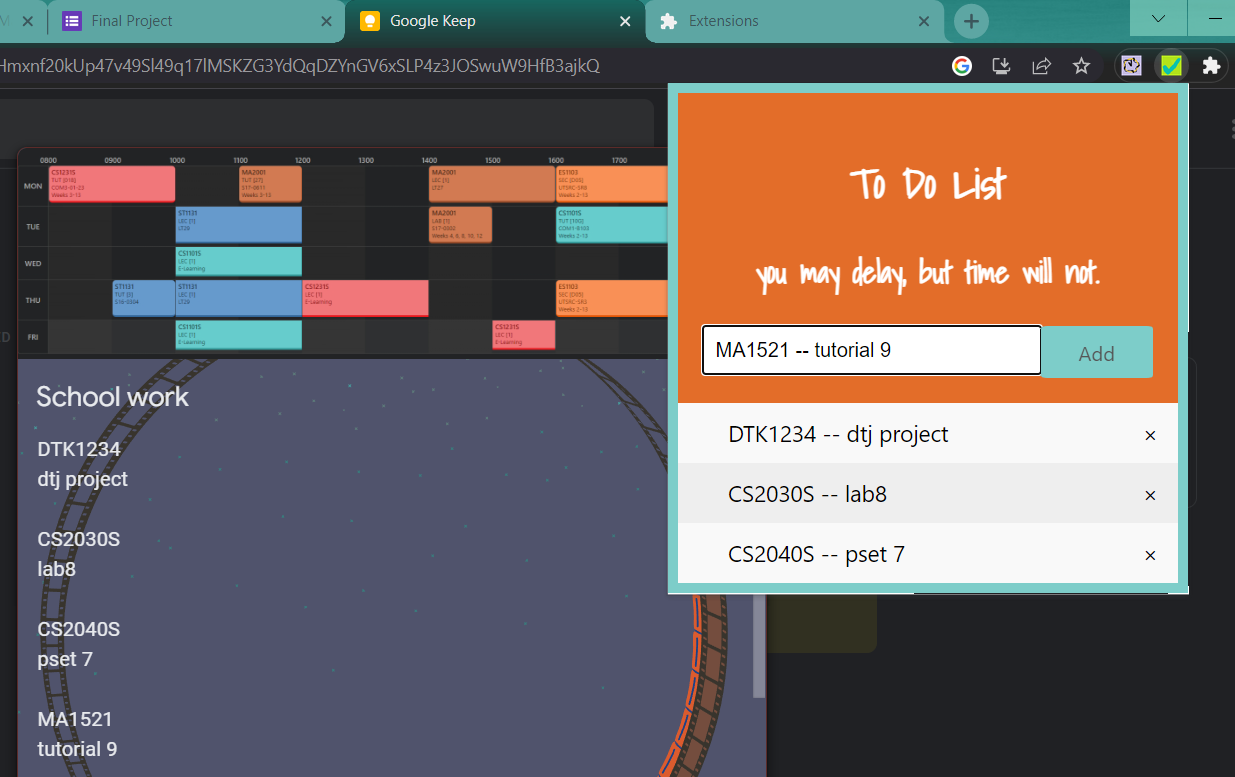 Final Project
Google Keep
Extensions
Hmxnf20kUp47v49Sl49q17lMSKZG3YdQqDZYnGV6xSLP4z3JOSwuW9HfB3ajkQ
0800 0900 1000 1100 1200 1300 1400 1500 1600 1700
MON
CS1231S
TUT [01B]
COM3-01-22
Weeks 3-13
MA2001
TUT [27]
S17-0611
Weeks 3-13
MA2001
LEC [1]
LT27
ES1103
SEC [D05]
UTSRC-SR8
Weeks 2-13
TUE
ST1131
LEC [1]
LT29
MA2001
LAB [7]
S17-0302
Weeks 4, 6, 8, 10, 12
CS1101S
TUT [10G]
COM1-B103
Weeks 2-13
WED
CS1101S
LEC [1]
E-Learning
THU
ST1131
TUT [3]
S16-0304
ST1131
LEC [1]
LT29
CS1231S
LEC [1]
E-Learning
ES1103
SEC [D05]
UTSRC-SR8
Weeks 2-13
FRI
CS1101S
LEC [1]
E-Learning
CS1231S
LEC [1]
E-Learning
School work
DTK1234
dtj project
CS2030S
lab8
CS2040S
pset 7
MA1521
tutorial 9
To Do List
you may delay, but time will not.
MA1521 -- tutorial 9
Add
DTK1234 -- dtj project ×
CS2030S -- lab8 ×
CS2040S -- pset 7 ×